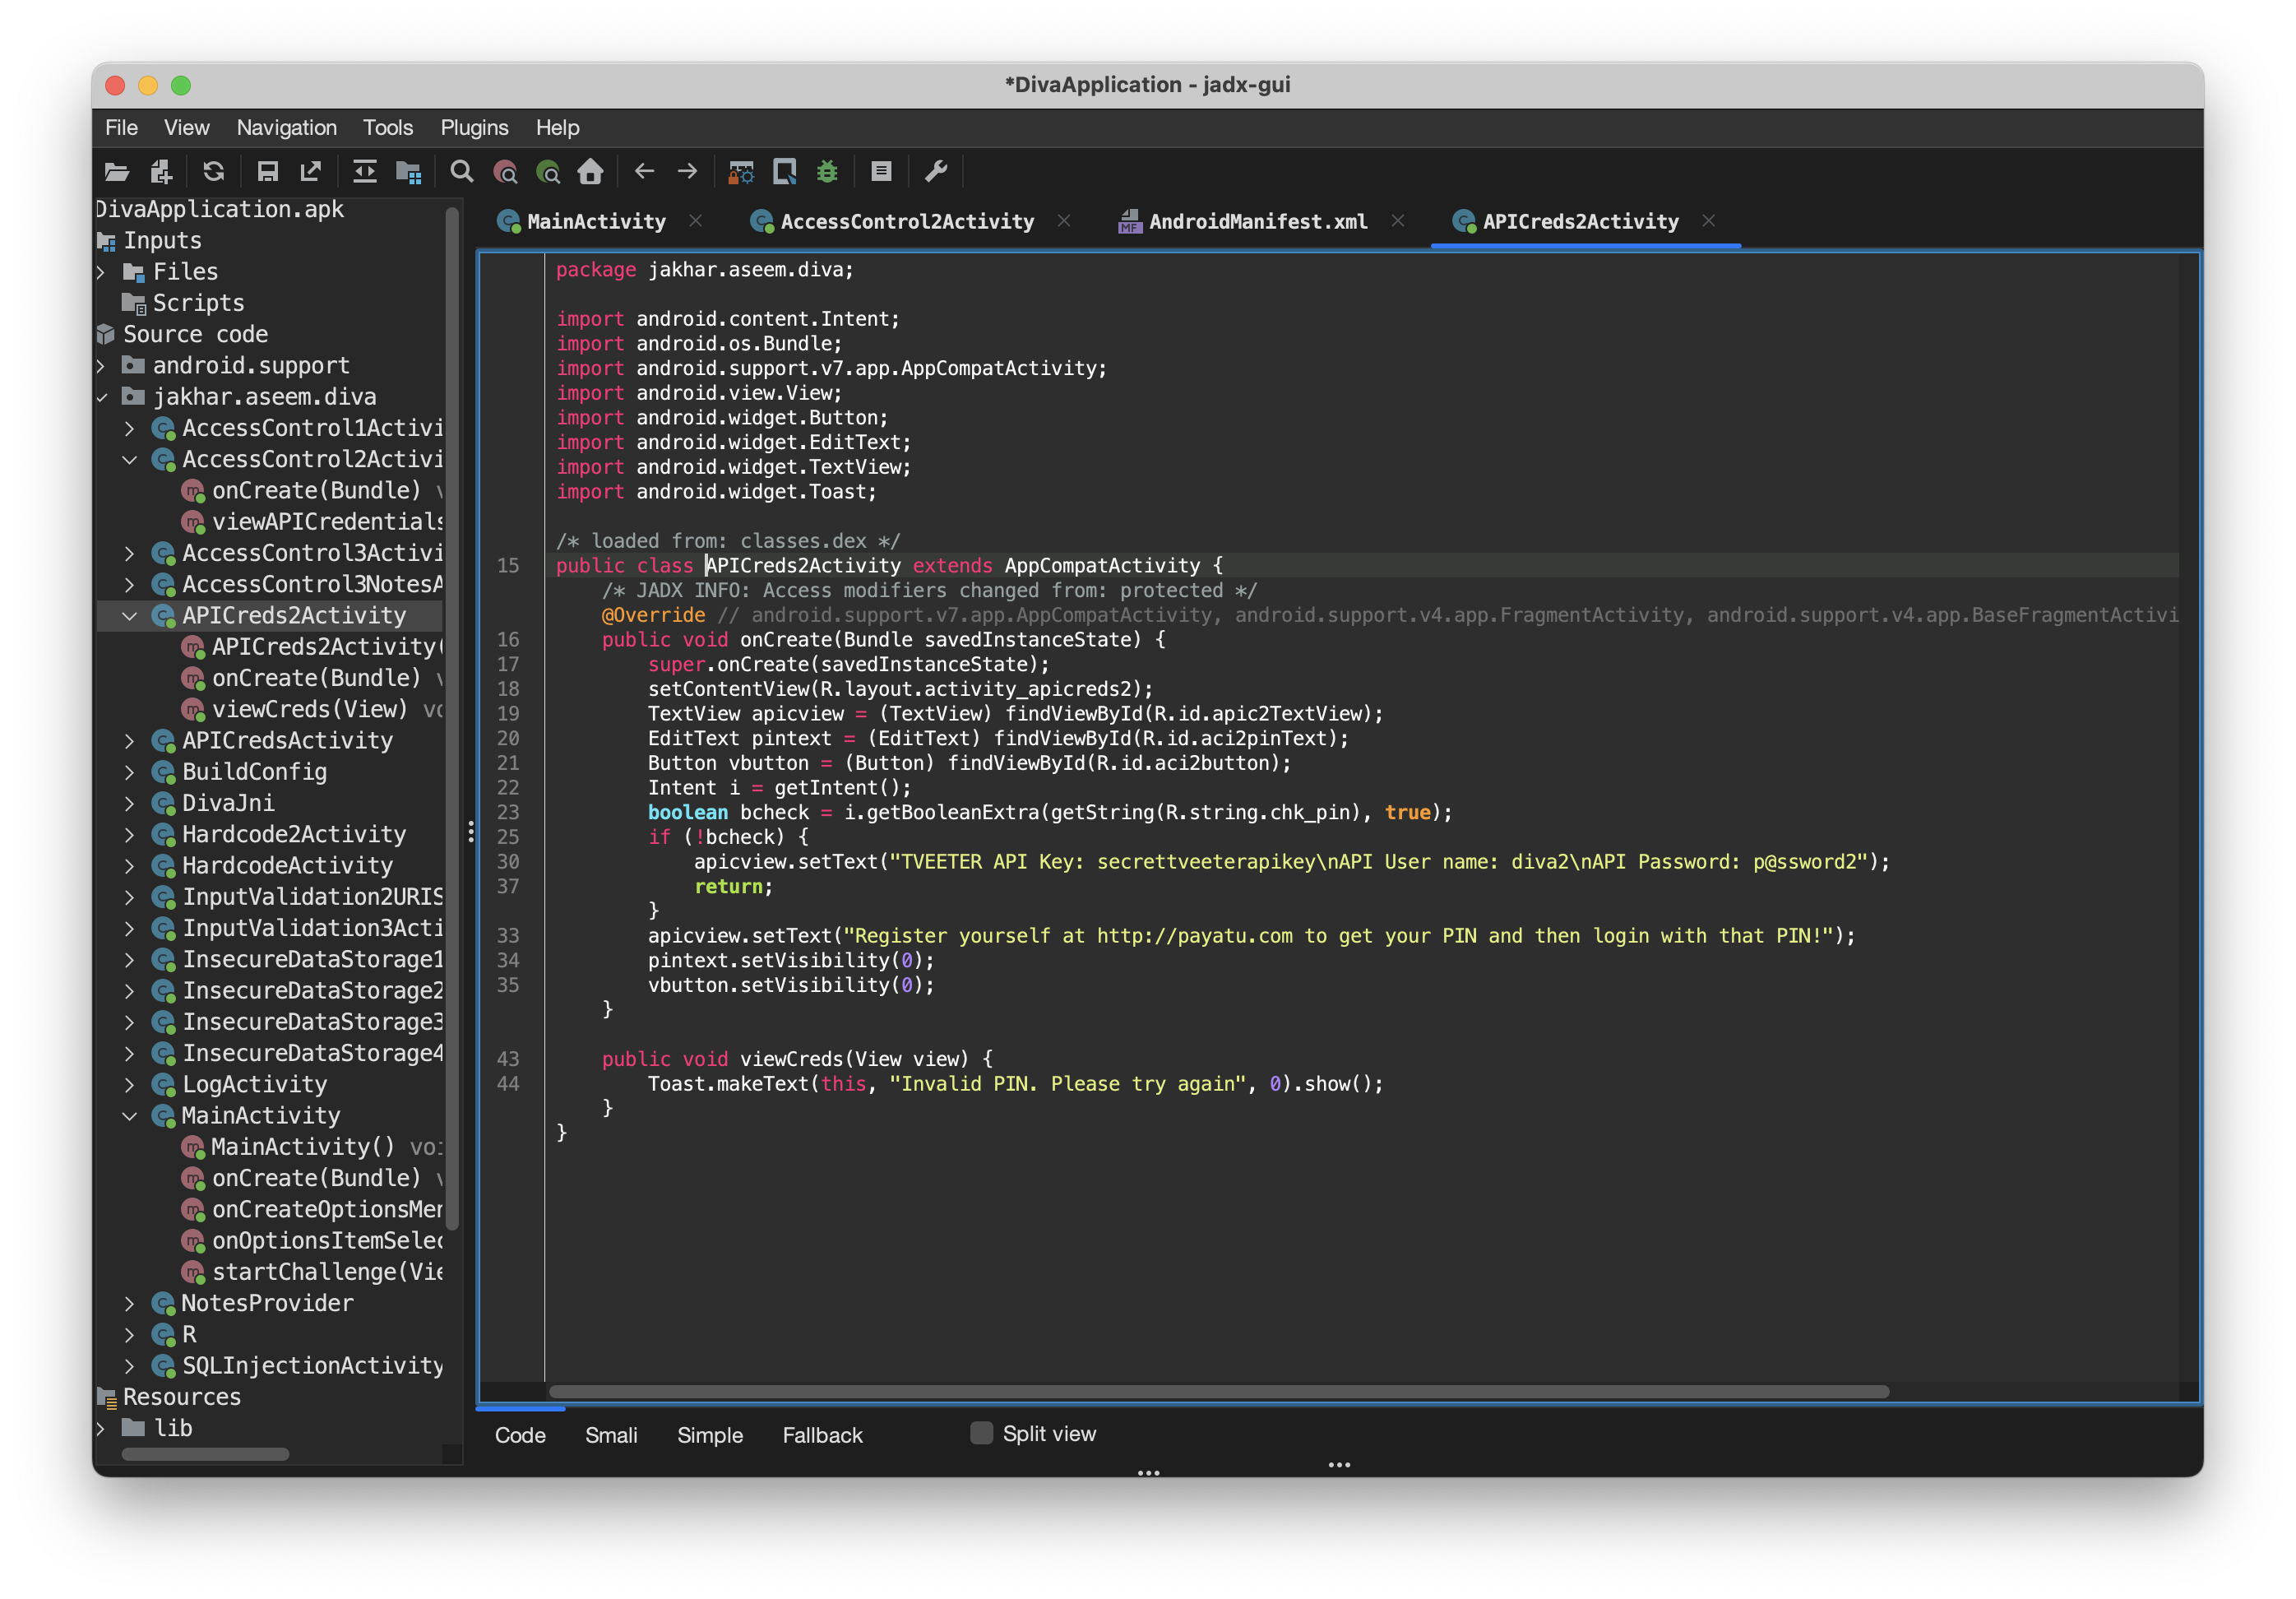 *DivaApplication - jadx-gui
File View Navigation Tools Plugins Help
DivaApplication.apk
Inputs
Files
Scripts
Source code
android.support
jakhar.aseem.diva
AccessControl1Activi
AccessControl2Activi
onCreate(Bundle) v
viewAPICredentials
AccessControl3Activi
AccessControl3NotesA
APICreds2Activity
APICreds2Activity(
onCreate(Bundle) v
viewCreds(View) vo
APICredsActivity
BuildConfig
DivaJni
Hardcode2Activity
HardcodeActivity
InputValidation2URIS
InputValidation3Acti
InsecureDataStorage1
InsecureDataStorage2
InsecureDataStorage3
InsecureDataStorage4
LogActivity
MainActivity
MainActivity() voi
onCreate(Bundle) v
onCreateOptionsMen
onOptionsItemSelec
startChallenge(Vie
NotesProvider
R
SQLInjectionActivity
Resources
lib
MainActivity AccessControl2Activity MF AndroidManifest.xml APICreds2Activity
package jakhar.aseem.diva;
import android.content.Intent;
import android.os.Bundle;
import android.support.v7.app.AppCompatActivity;
import android.view.View;
import android.widget.Button;
import android.widget.EditText;
import android.widget.TextView;
import android.widget.Toast;
/* loaded from: classes.dex */
15 public class APICreds2Activity extends AppCompatActivity {
/* JADX INFO: Access modifiers changed from: protected */
@Override // android.support.v7.app.AppCompatActivity, android.support.v4.app.FragmentActivity, android.support.v4.app.BaseFragmentActivi
16 public void onCreate(Bundle savedInstanceState) {
17 super.onCreate(savedInstanceState);
18 setContentView(R.layout.activity_apicreds2);
19 TextView apicview = (TextView) findViewById(R.id.apic2TextView);
20 EditText pintext = (EditText) findViewById(R.id.aci2pinText);
21 Button vbutton = (Button) findViewById(R.id.aci2button);
22 Intent i = getIntent();
23 boolean bcheck = i.getBooleanExtra(getString(R.string.chk_pin), true);
25 if (!bcheck) {
30 apicview.setText("TVEETER API Key: secrettveeterapikey\nAPI User name: diva2\nAPI Password: p@ssword2");
37 return;
}
33 apicview.setText("Register yourself at http://payatu.com to get your PIN and then login with that PIN!");
34 pintext.setVisibility(0);
35 vbutton.setVisibility(0);
}
43 public void viewCreds(View view) {
44 Toast.makeText(this, "Invalid PIN. Please try again", 0).show();
}
}
Code Smali Simple Fallback Split view